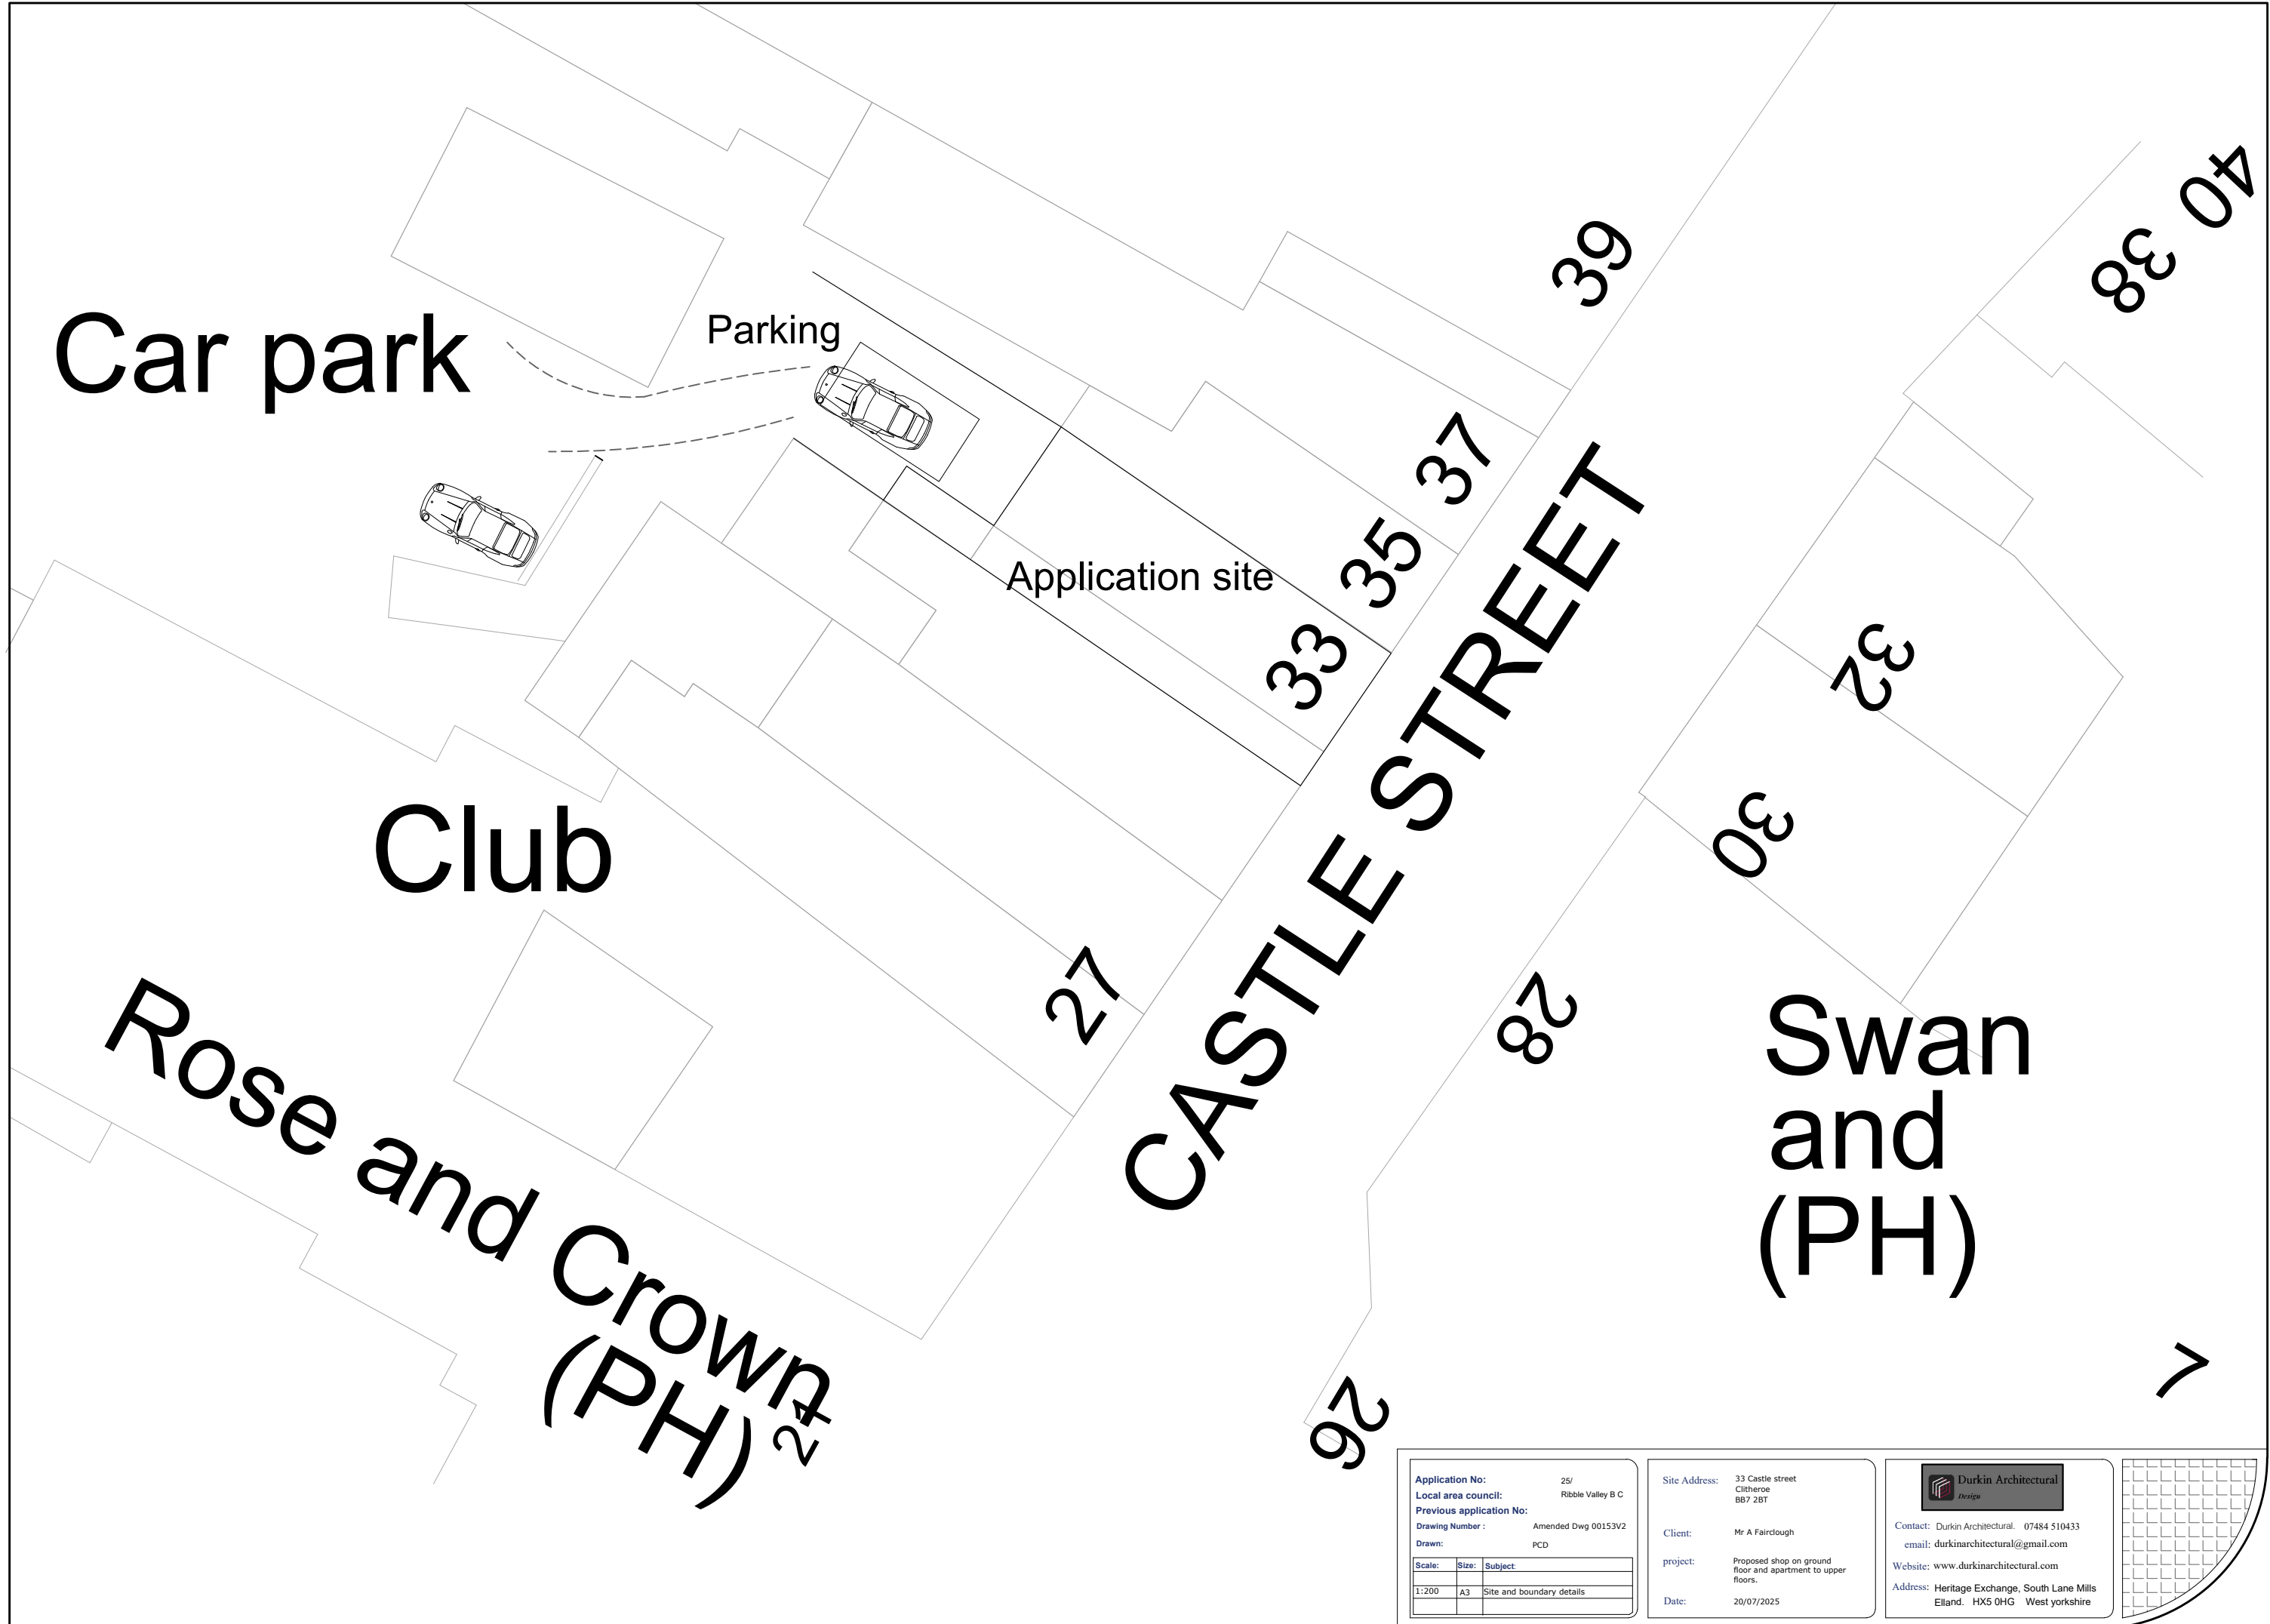 40
38
39
Car park
Parking
37
35
Application site
33
32
CASTLE STREET
30
Club
27
28
Swan
and
(PH)
Rose and Crown
(PH)
26
7
Application No: 25/
Local area council: Ribble Valley B C
Previous application No:
Drawing Number : Amended Dwg 00153V2
Drawn: PCD
Scale: Size: Subject:
1:200 A3 Site and boundary details
Site Address: 33 Castle street
Clitheroe
BB7 2BT
Client: Mr A Fairclough
project: Proposed shop on ground
floor and apartment to upper
floors.
Date: 20/07/2025
Durkin Architectural
Design
Contact: Durkin Architectural. 07484 510433
email: durkinarchitectural@gmail.com
Website: www.durkinarchitectural.com
Address: Heritage Exchange, South Lane Mills
Elland. HX5 0HG West yorkshire